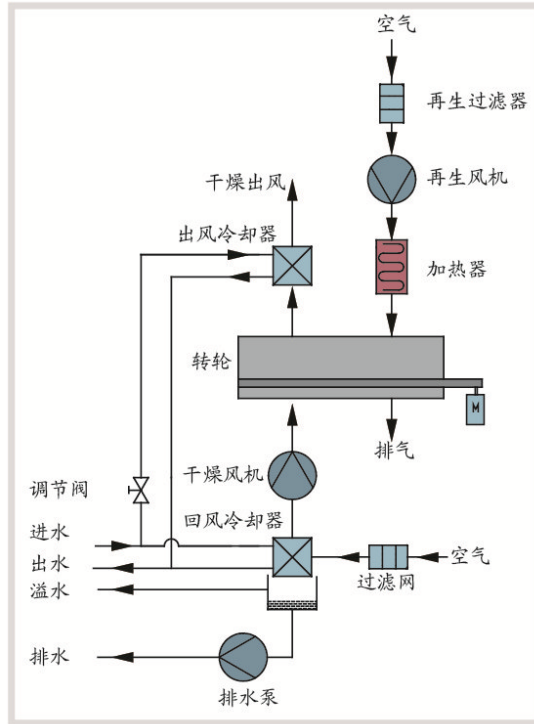 空气
再生过滤器
再生风机
干燥出风
出风冷却器
加热器
转轮
M
排气
干燥风机
调节阀
回风冷却器
进水
出水
空气
过滤网
溢水
排水
排水泵